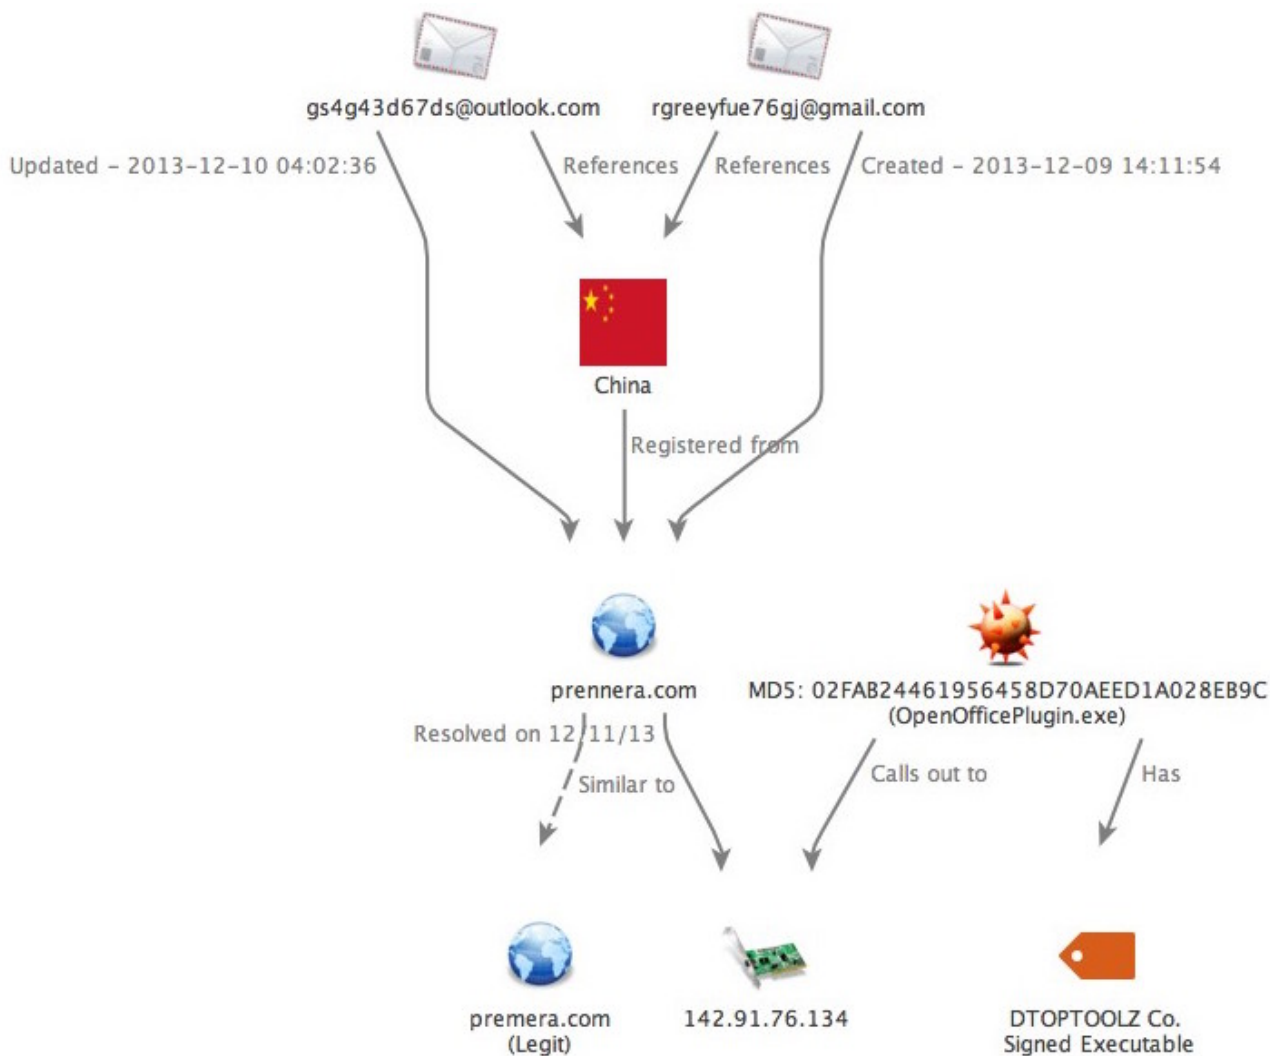 gs4g43d67ds@outlook.com rgreeyfue76gj@gmail.com
Updated - 2013-12-10 04:02:36 References References Created - 2013-12-09 14:11:54
China
Registered from
prennera.com MD5: 02FAB24461956458D70AEED1A028EB9C
(OpenOfficePlugin.exe)
Resolved on 12/11/13
Similar to Calls out to Has
premera.com 142.91.76.134 DTOPTOOLZ Co.
(Legit) Signed Executable